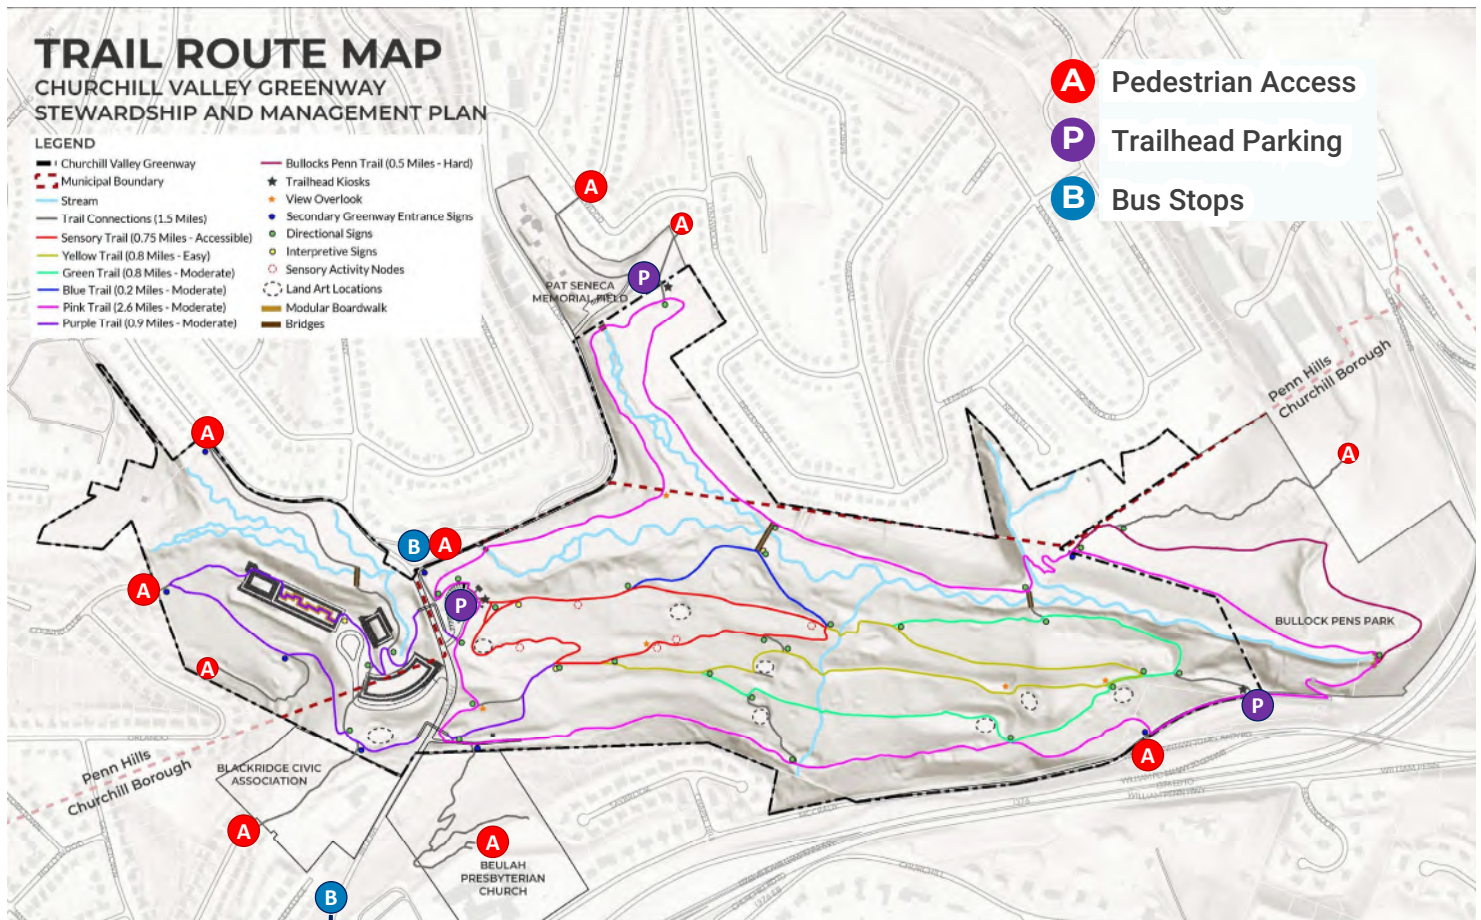 TRAIL ROUTE MAP
CHURCHILL VALLEY GREENWAY
STEWARDSHIP AND MANAGEMENT PLAN
LEGEND
Churchill Valley Greenway
Municipal Boundary
Stream
Trail Connections (1.5 Miles)
Sensory Trail (0.75 Miles - Accessible)
Yellow Trail (0.8 Miles - Easy)
Green Trail (0.8 Miles - Moderate)
Blue Trail (0.2 Miles - Moderate)
Pink Trail (2.6 Miles - Moderate)
Purple Trail (0.9 Miles - Moderate)
Bullocks Penn Trail (0.5 Miles - Hard)
Trailhead Kiosks
View Overlook
Secondary Greenway Entrance Signs
Directional Signs
Interpretive Signs
Sensory Activity Nodes
Land Art Locations
Modular Boardwalk
Bridges
A Pedestrian Access
P Trailhead Parking
B Bus Stops
A
A
P
PAT SENECA
MEMORIAL FIELD
Penn Hills
Churchill Borough
A
A
B
A
A
P
A
BULLOCK PENS PARK
P
A
ORLANDO
Penn Hills
Churchill Borough
BLACKRIDGE CIVIC
ASSOCIATION
A
A
BEULAH
PRESBYTERIAN
CHURCH
B
WILLIAM PENN
CHURCHILL